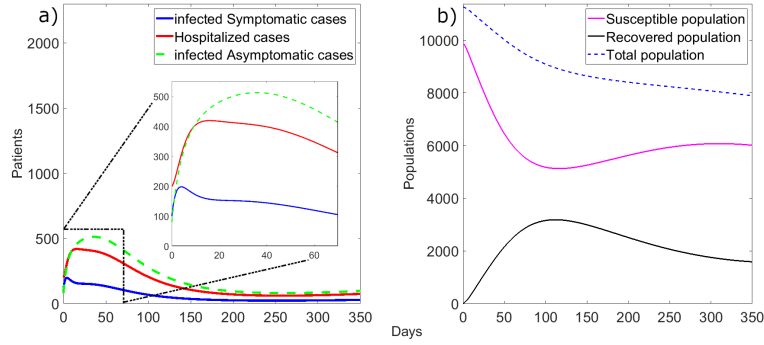 a)
infected Symptomatic cases
Hospitalized cases
infected Asymptomatic cases
Patients
2000
1500
1000
500
0
0 50 100 150 200 250 300 350
500
400
300
200
100
0
0 20 40 60
b)
Susceptible population
Recovered population
Total population
Populations
10000
8000
6000
4000
2000
0
0 50 100 150 200 250 300 350
Days